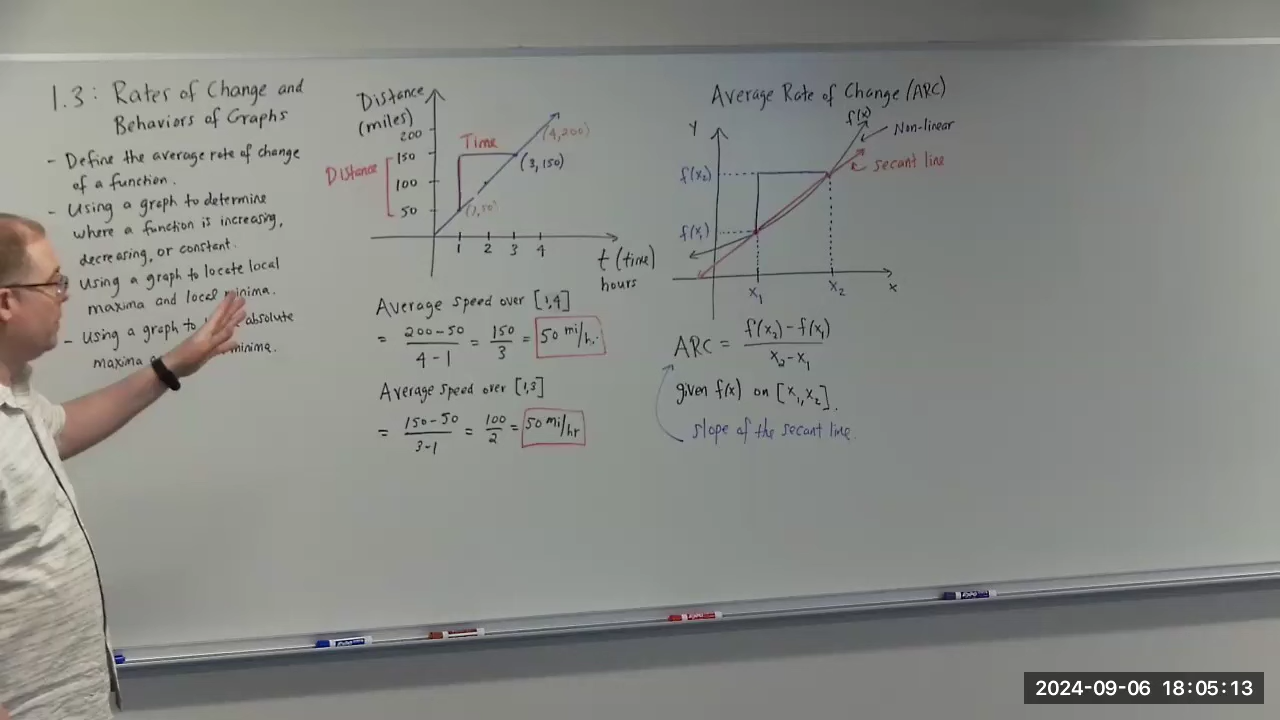 1.3: Rates of Change and
Behaviors of Graphs
- Define the average rate of change
of a function.
- Using a graph to determine
where a function is increasing,
decreasing, or constant.
Using a graph to locate local
maxima and local minima.
- Using a graph to absolute
maxima minima.
Distance
(miles)
200
150
100
50
Distance
Time
(4,200)
(3,150)
(1,50)
1 2 3 4
t (time)
hours
Average speed over [1,4]
= 200-50 / 4-1 = 150 / 3 = 50 mi/hr.
Average speed over [1,3]
= 150-50 / 3-1 = 100 / 2 = 50 mi/hr
Average Rate of Change (ARC)
Y
f(x)
Non-linear
secant line
f(x₂)
f(x₁)
x₁ x₂ x
ARC = f(x₂)-f(x₁) / x₂-x₁
given f(x) on [x₁,x₂].
slope of the secant line.
EXPO
2024-09-06 18:05:13